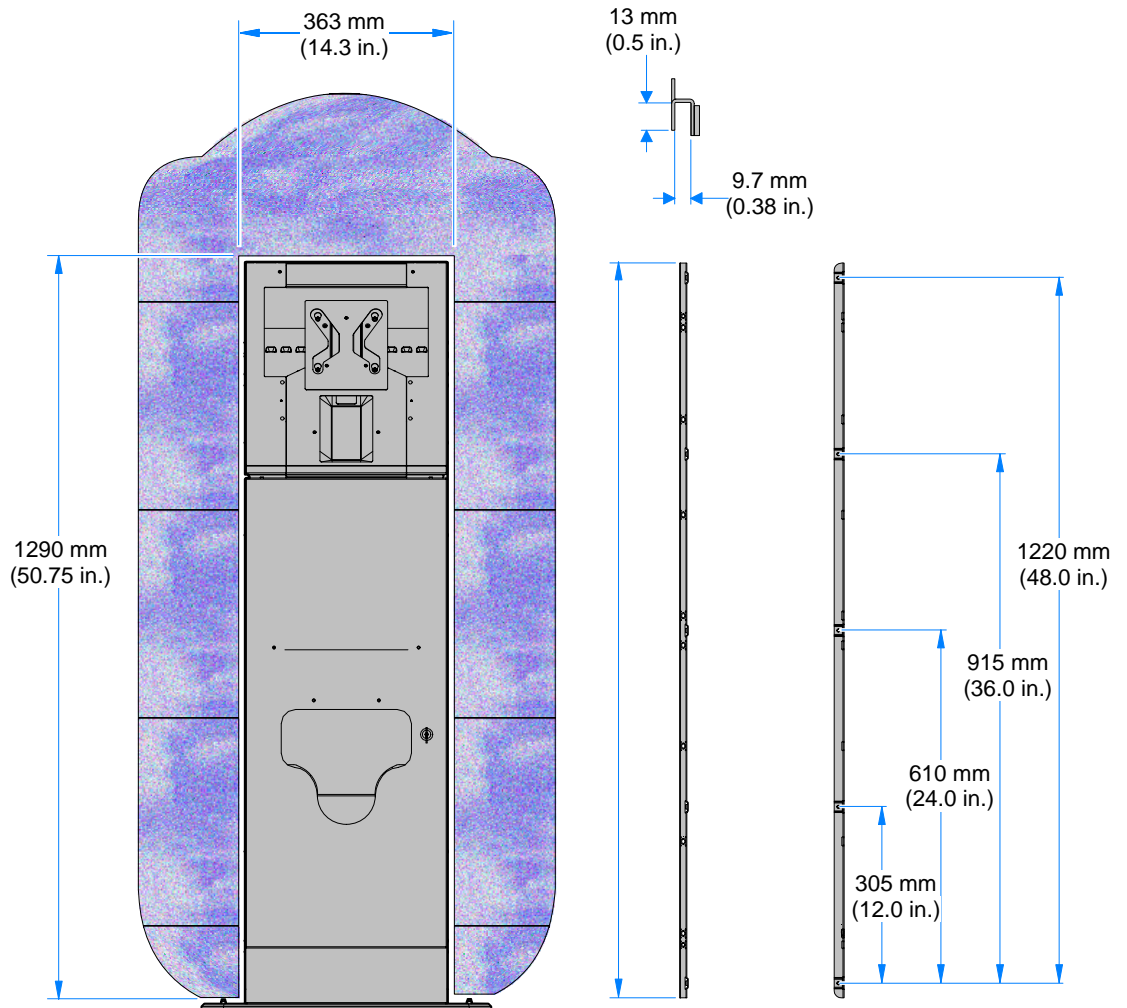 363 mm
(14.3 in.)
13 mm
(0.5 in.)
9.7 mm
(0.38 in.)
1290 mm
(50.75 in.)
1220 mm
(48.0 in.)
915 mm
(36.0 in.)
610 mm
(24.0 in.)
305 mm
(12.0 in.)